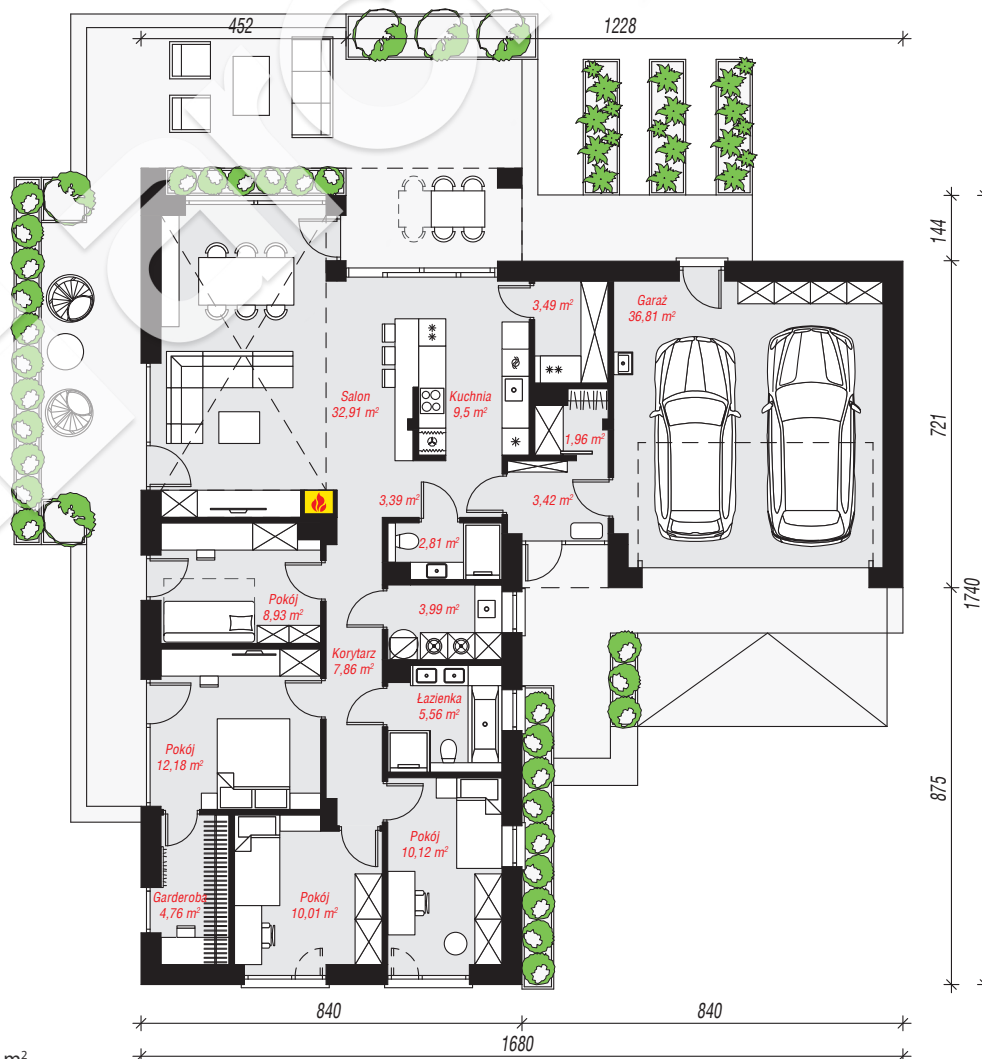 452
1228
144
3,49 m²
Garaż
36,81 m²
Salon
32,91 m²
Kuchnia
9,5 m²
1,96 m²
721
3,39 m²
3,42 m²
2,81 m²
Pokój
8,93 m²
3,99 m²
1740
Korytarz
7,86 m²
Łazienka
5,56 m²
Pokój
12,18 m²
875
Pokój
10,12 m²
Garderoba
4,76 m²
Pokój
10,01 m²
840
840
1680
m²